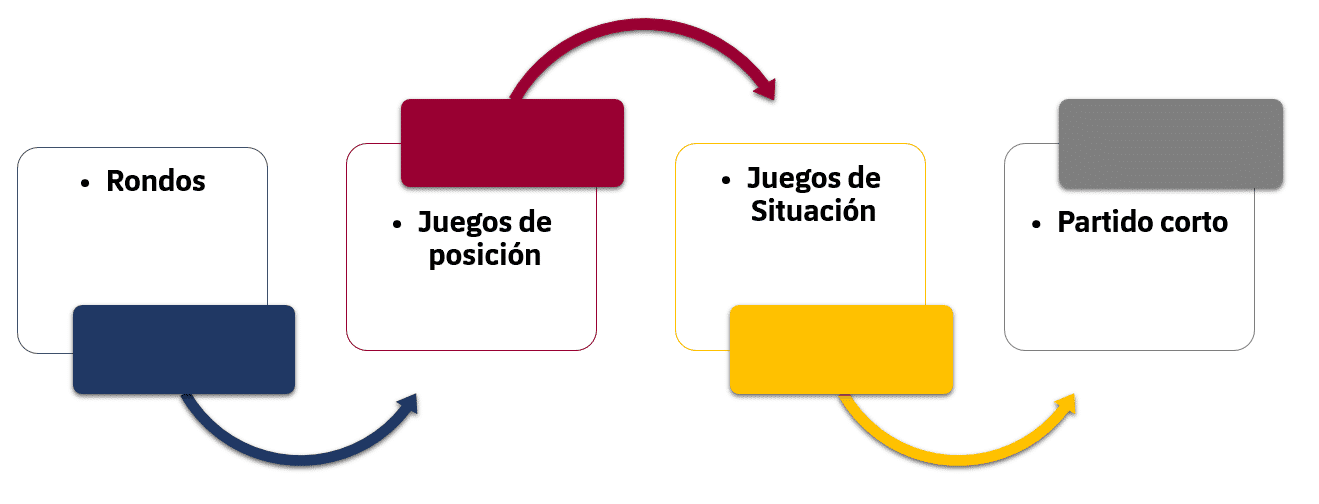 • Rondos
• Juegos de
posición
• Juegos de
Situación
• Partido corto